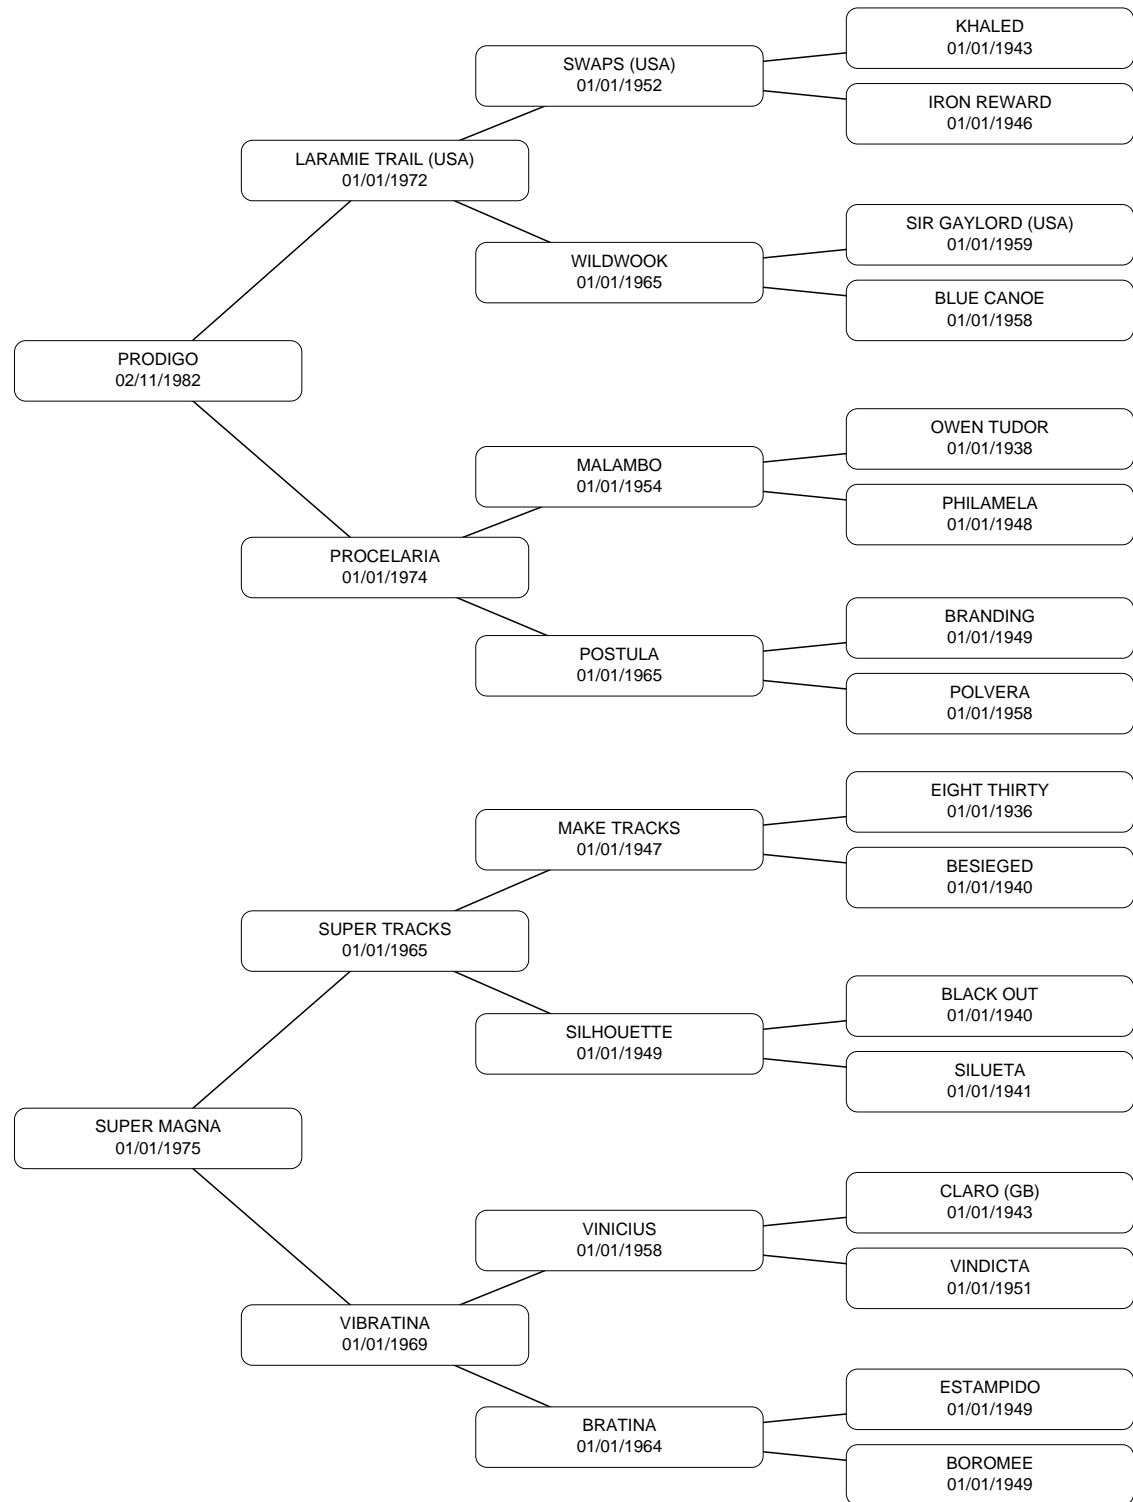 KHALED
01/01/1943
SWAPS (USA)
01/01/1952
IRON REWARD
01/01/1946
LARAMIE TRAIL (USA)
01/01/1972
SIR GAYLORD (USA)
01/01/1959
WILDWOOK
01/01/1965
BLUE CANOE
01/01/1958
PRODIGO
02/11/1982
OWEN TUDOR
01/01/1938
MALAMBO
01/01/1954
PHILAMELA
01/01/1948
PROCELARIA
01/01/1974
BRANDING
01/01/1949
POSTULA
01/01/1965
POLVERA
01/01/1958
EIGHT THIRTY
01/01/1936
MAKE TRACKS
01/01/1947
BESIEGED
01/01/1940
SUPER TRACKS
01/01/1965
BLACK OUT
01/01/1940
SILHOUETTE
01/01/1949
SILUETA
01/01/1941
SUPER MAGNA
01/01/1975
CLARO (GB)
01/01/1943
VINICIUS
01/01/1958
VINDICTA
01/01/1951
VIBRATINA
01/01/1969
ESTAMPIDO
01/01/1949
BRATINA
01/01/1964
BOROMEE
01/01/1949